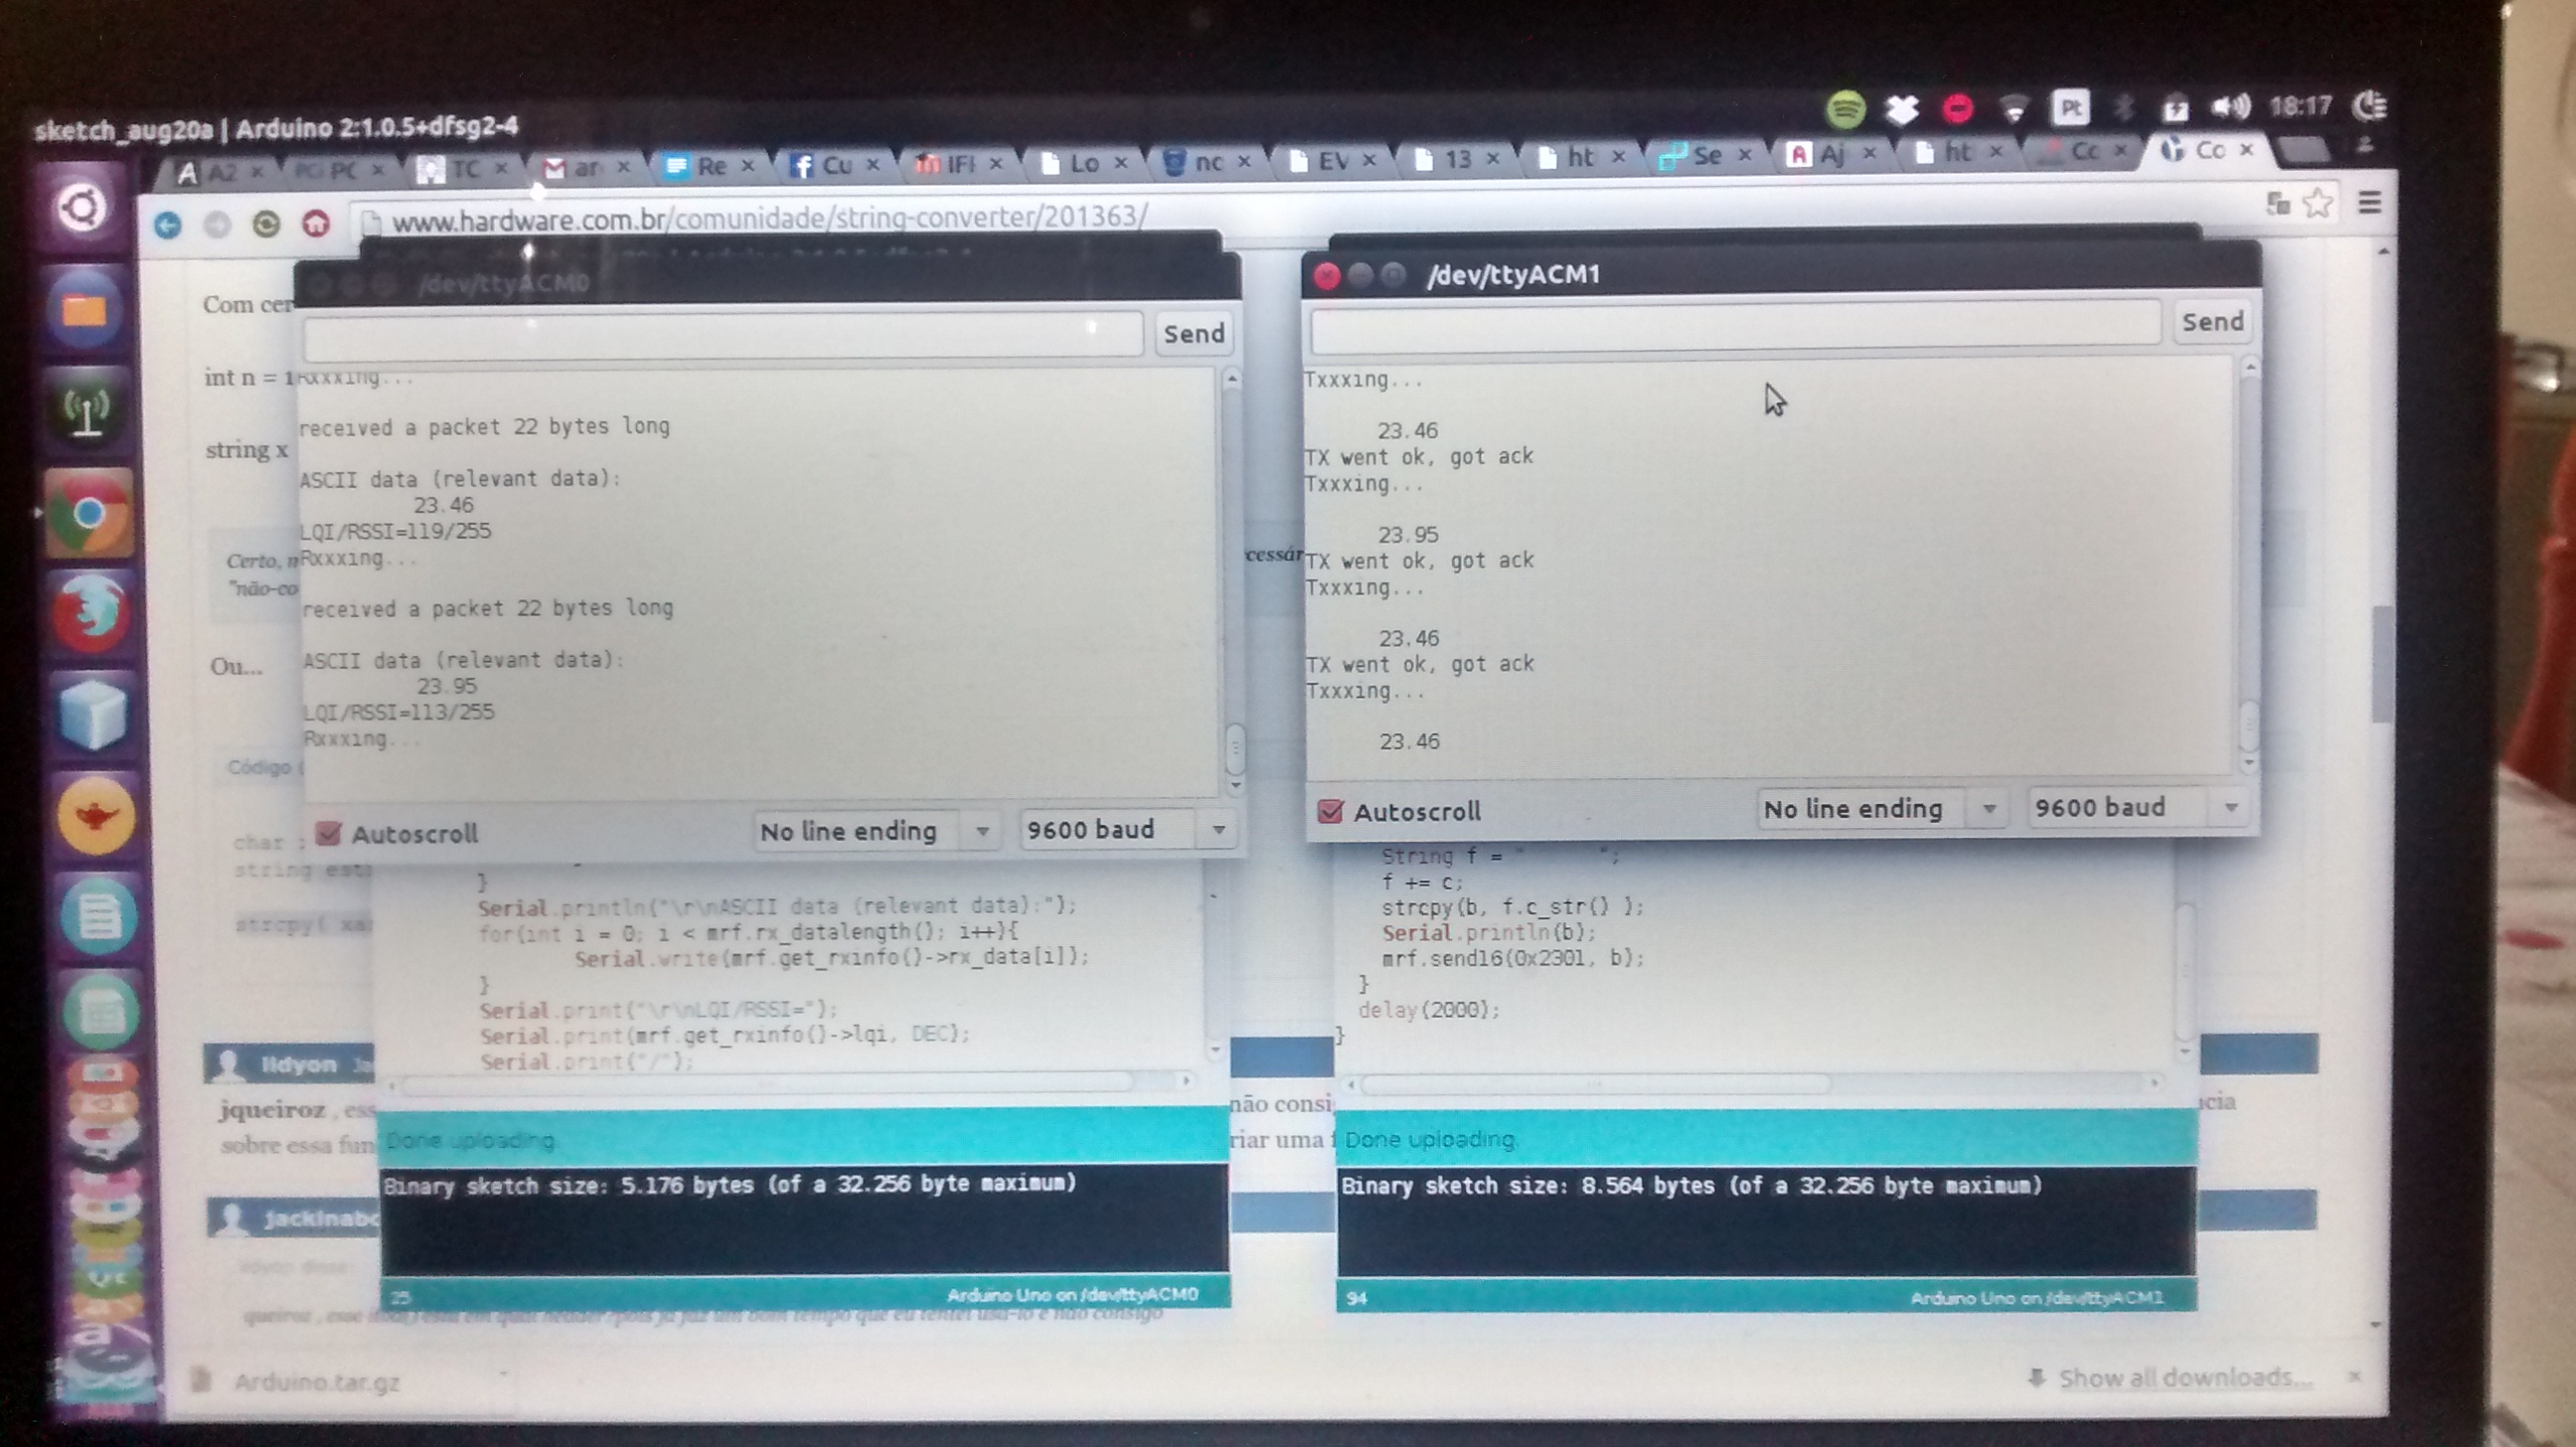 sketch_aug20a | Arduino 2:1.0.5+dfsg2-4
Pt 18:17
A2 PC TC ar Re Cu IFI Lo nc EV 13 ht Se Aj ht Cc Co
www.hardware.com.br/comunidade/string-converter/201363/
Com cer
int n = 1
string x
Certo, n
"não-co
cessár
Ou...
Código
char
string
strcpy(
/dev/ttyACM0
Send
Rxxxing...
received a packet 22 bytes long
ASCII data (relevant data):
23.46
LQI/RSSI=119/255
Rxxxing...
received a packet 22 bytes long
ASCII data (relevant data):
23.95
LQI/RSSI=113/255
Rxxxing...
Autoscroll
No line ending
9600 baud
}
Serial.println("\r\nASCII data (relevant data):");
for(int i = 0; i < mrf.rx_datalength(); i++){
Serial.write(mrf.get_rxinfo()->rx_data[i]);
}
Serial.print("\r\nLQI/RSSI=");
Serial.print(mrf.get_rxinfo()->lqi, DEC);
Serial.print("/");
Done uploading.
Binary sketch size: 5.176 bytes (of a 32.256 byte maximum)
25
Arduino Uno on /dev/ttyACM0
/dev/ttyACM1
Send
Txxxing...
23.46
TX went ok, got ack
Txxxing...
23.95
TX went ok, got ack
Txxxing...
23.46
TX went ok, got ack
Txxxing...
23.46
Autoscroll
No line ending
9600 baud
String f = "       ";
f += c;
strcpy(b, f.c_str() );
Serial.println(b);
mrf.send16(0x2301, b);
}
delay(2000);
}
Done uploading.
Binary sketch size: 8.564 bytes (of a 32.256 byte maximum)
94
Arduino Uno on /dev/ttyACM1
lldyon
jqueiroz , ess
não consi
ncia
sobre essa fun
riar uma f
jackinabo
Arduino.tar.gz
Show all downloads...